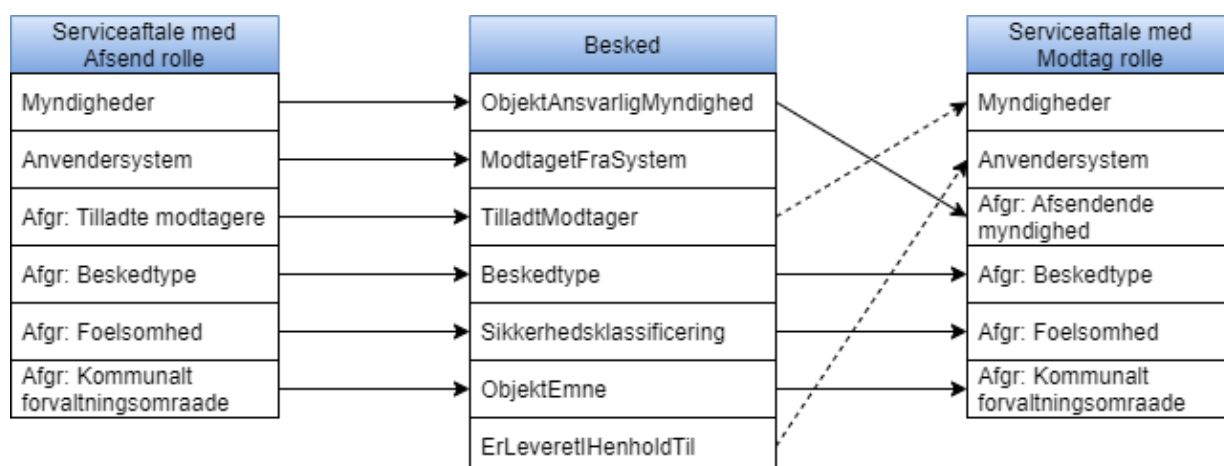 Serviceaftale med
Afsend rolle
Myndigheder
Anvendersystem
Afgr: Tilladte modtagere
Afgr: Beskedtype
Afgr: Foelsomhed
Afgr: Kommunalt
forvaltningsomraade
Besked
ObjektAnsvarligMyndighed
ModtagetFraSystem
TilladtModtager
Beskedtype
Sikkerhedsklassificering
ObjektEmne
ErLeveretIHenholdTil
Serviceaftale med
Modtag rolle
Myndigheder
Anvendersystem
Afgr: Afsendende
myndighed
Afgr: Beskedtype
Afgr: Foelsomhed
Afgr: Kommunalt
forvaltningsomraade